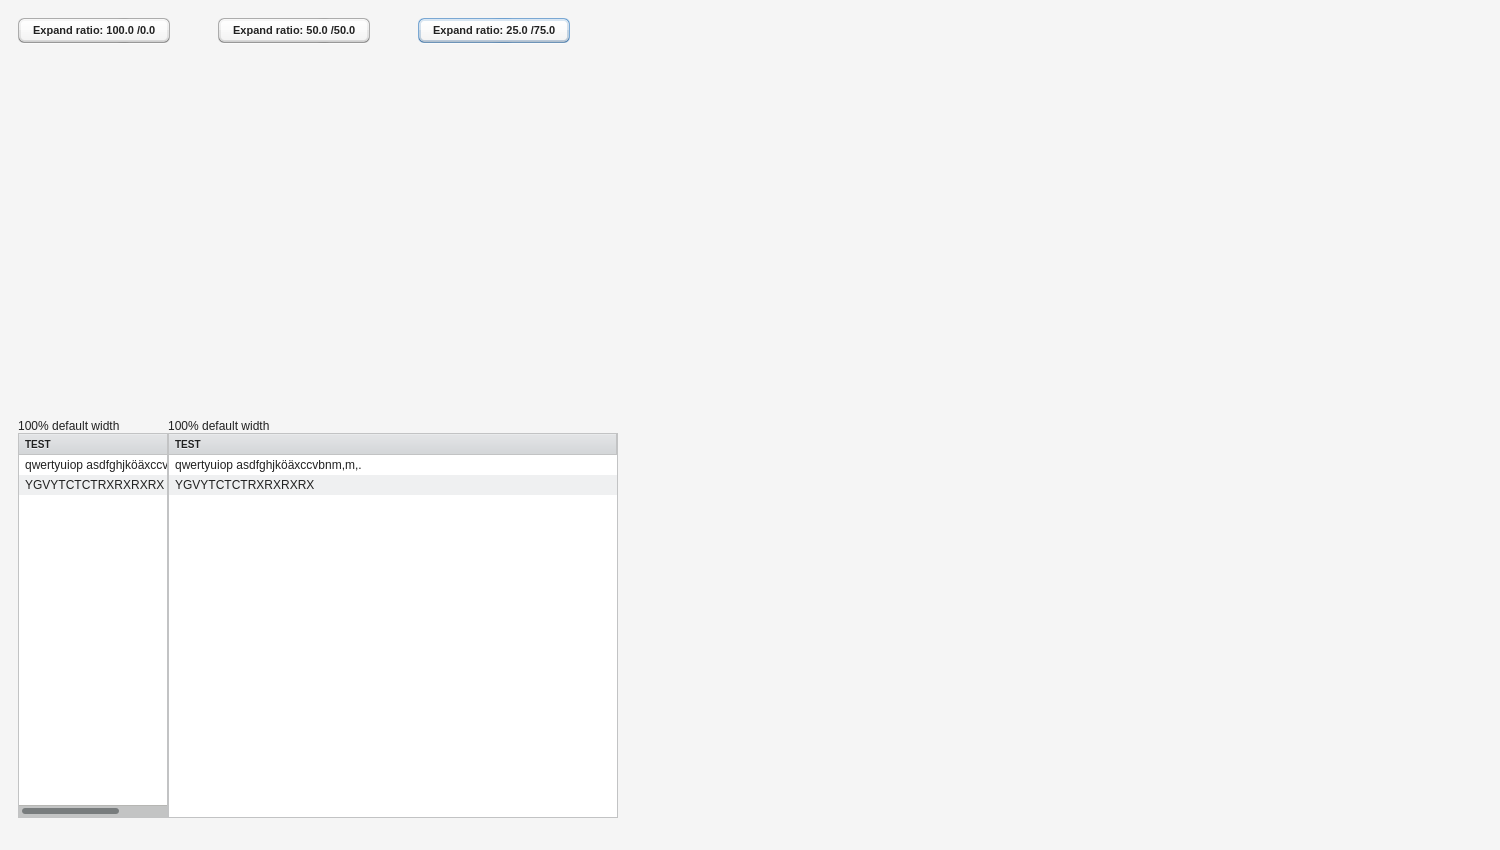 Expand ratio: 100.0 /0.0
Expand ratio: 50.0 /50.0
Expand ratio: 25.0 /75.0
100% default width
100% default width
TEST
TEST
qwertyuiop asdfghjköäxccv
qwertyuiop asdfghjköäxccvbnm,m,.
YGVYTCTCTRXRXRXRX
YGVYTCTCTRXRXRXRX